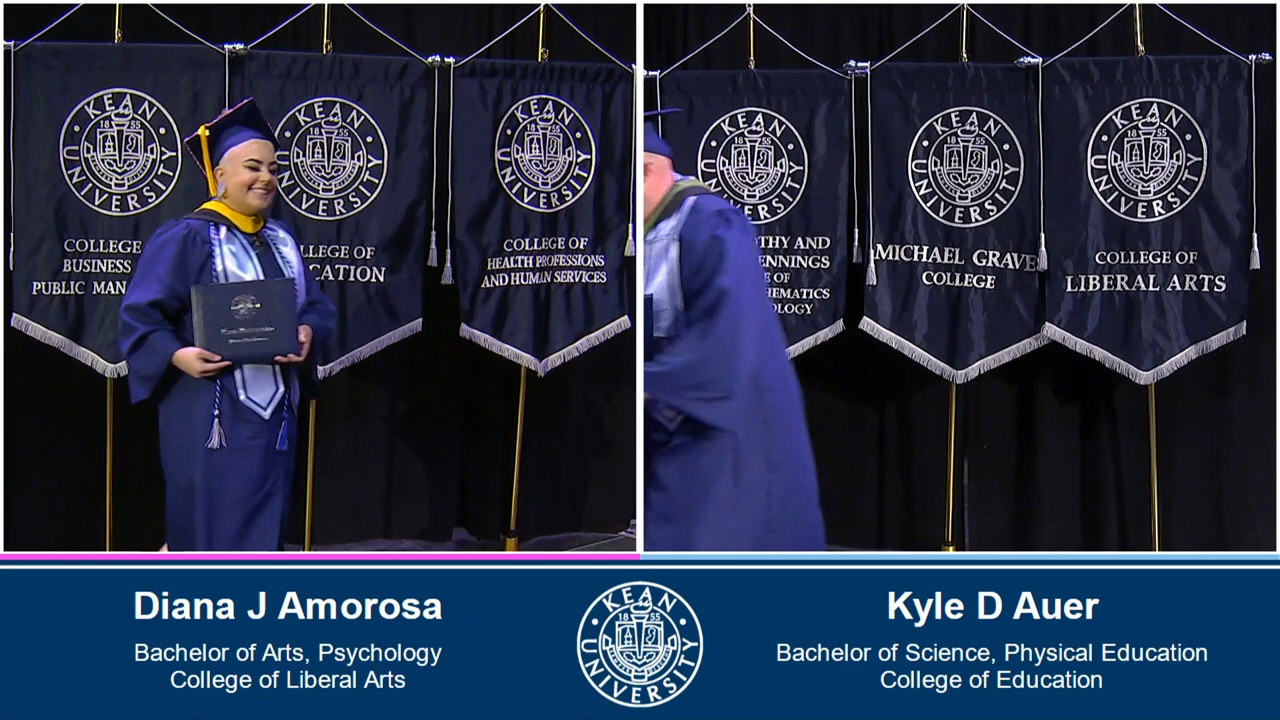 KEAN UNIVERSITY
1855
COLLEGE
BUSINESS
PUBLIC MAN
KEAN UNIVERSITY
1855
LLEGE OF
CATION
KEAN UNIVERSITY
1855
COLLEGE OF
HEALTH PROFESSIONS
AND HUMAN SERVICES
KEAN UNIVERSITY
1855
OTHY AND
ENNINGS
E OF
HEMATICS
OLOGY
KEAN UNIVERSITY
1855
MICHAEL GRAVE
COLLEGE
KEAN UNIVERSITY
1855
COLLEGE OF
LIBERAL ARTS
Diana J Amorosa
Bachelor of Arts, Psychology
College of Liberal Arts
KEAN UNIVERSITY
1855
Kyle D Auer
Bachelor of Science, Physical Education
College of Education